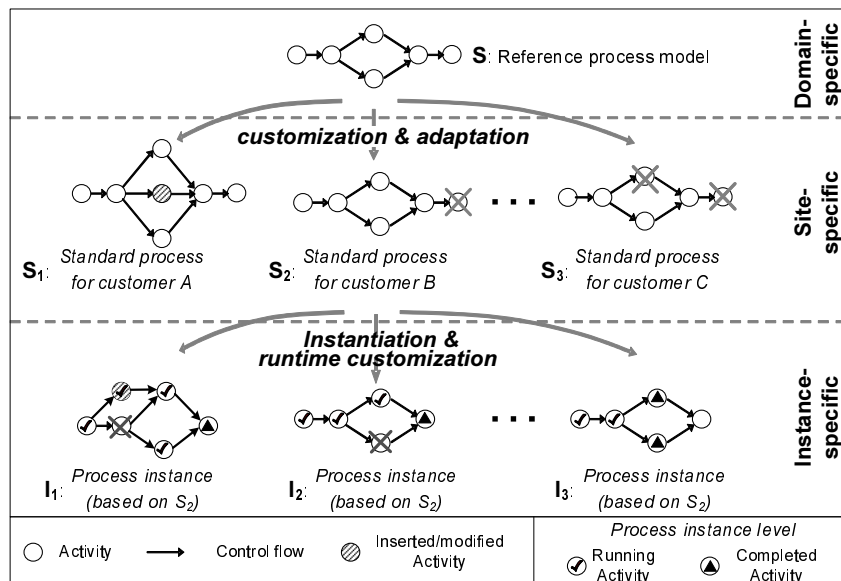 S: Reference process model
Domain-
specific
customization & adaptation
S1: Standard process
for customer A
S2: Standard process
for customer B
S3: Standard process
for customer C
Site-
specific
Instantiation &
runtime customization
I1: Process instance
(based on S2)
I2: Process instance
(based on S2)
I3: Process instance
(based on S2)
Instance-
specific
Activity
Control flow
Inserted/modified
Activity
Process instance level
Running
Activity
Completed
Activity